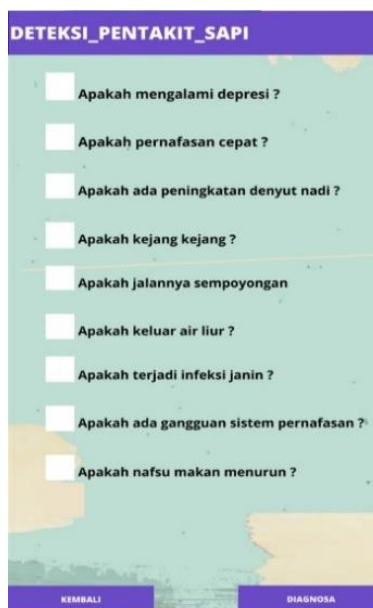 DETEKSI_PENTAKIT_SAPI
Apakah mengalami depresi ?
Apakah pernafasan cepat ?
Apakah ada peningkatan denyut nadi ?
Apakah kejang kejang ?
Apakah jalannya sempoyongan
Apakah keluar air liur ?
Apakah terjadi infeksi janin ?
Apakah ada gangguan sistem pernafasan ?
Apakah nafsu makan menurun ?
KEMBALI
DIAGNOSA